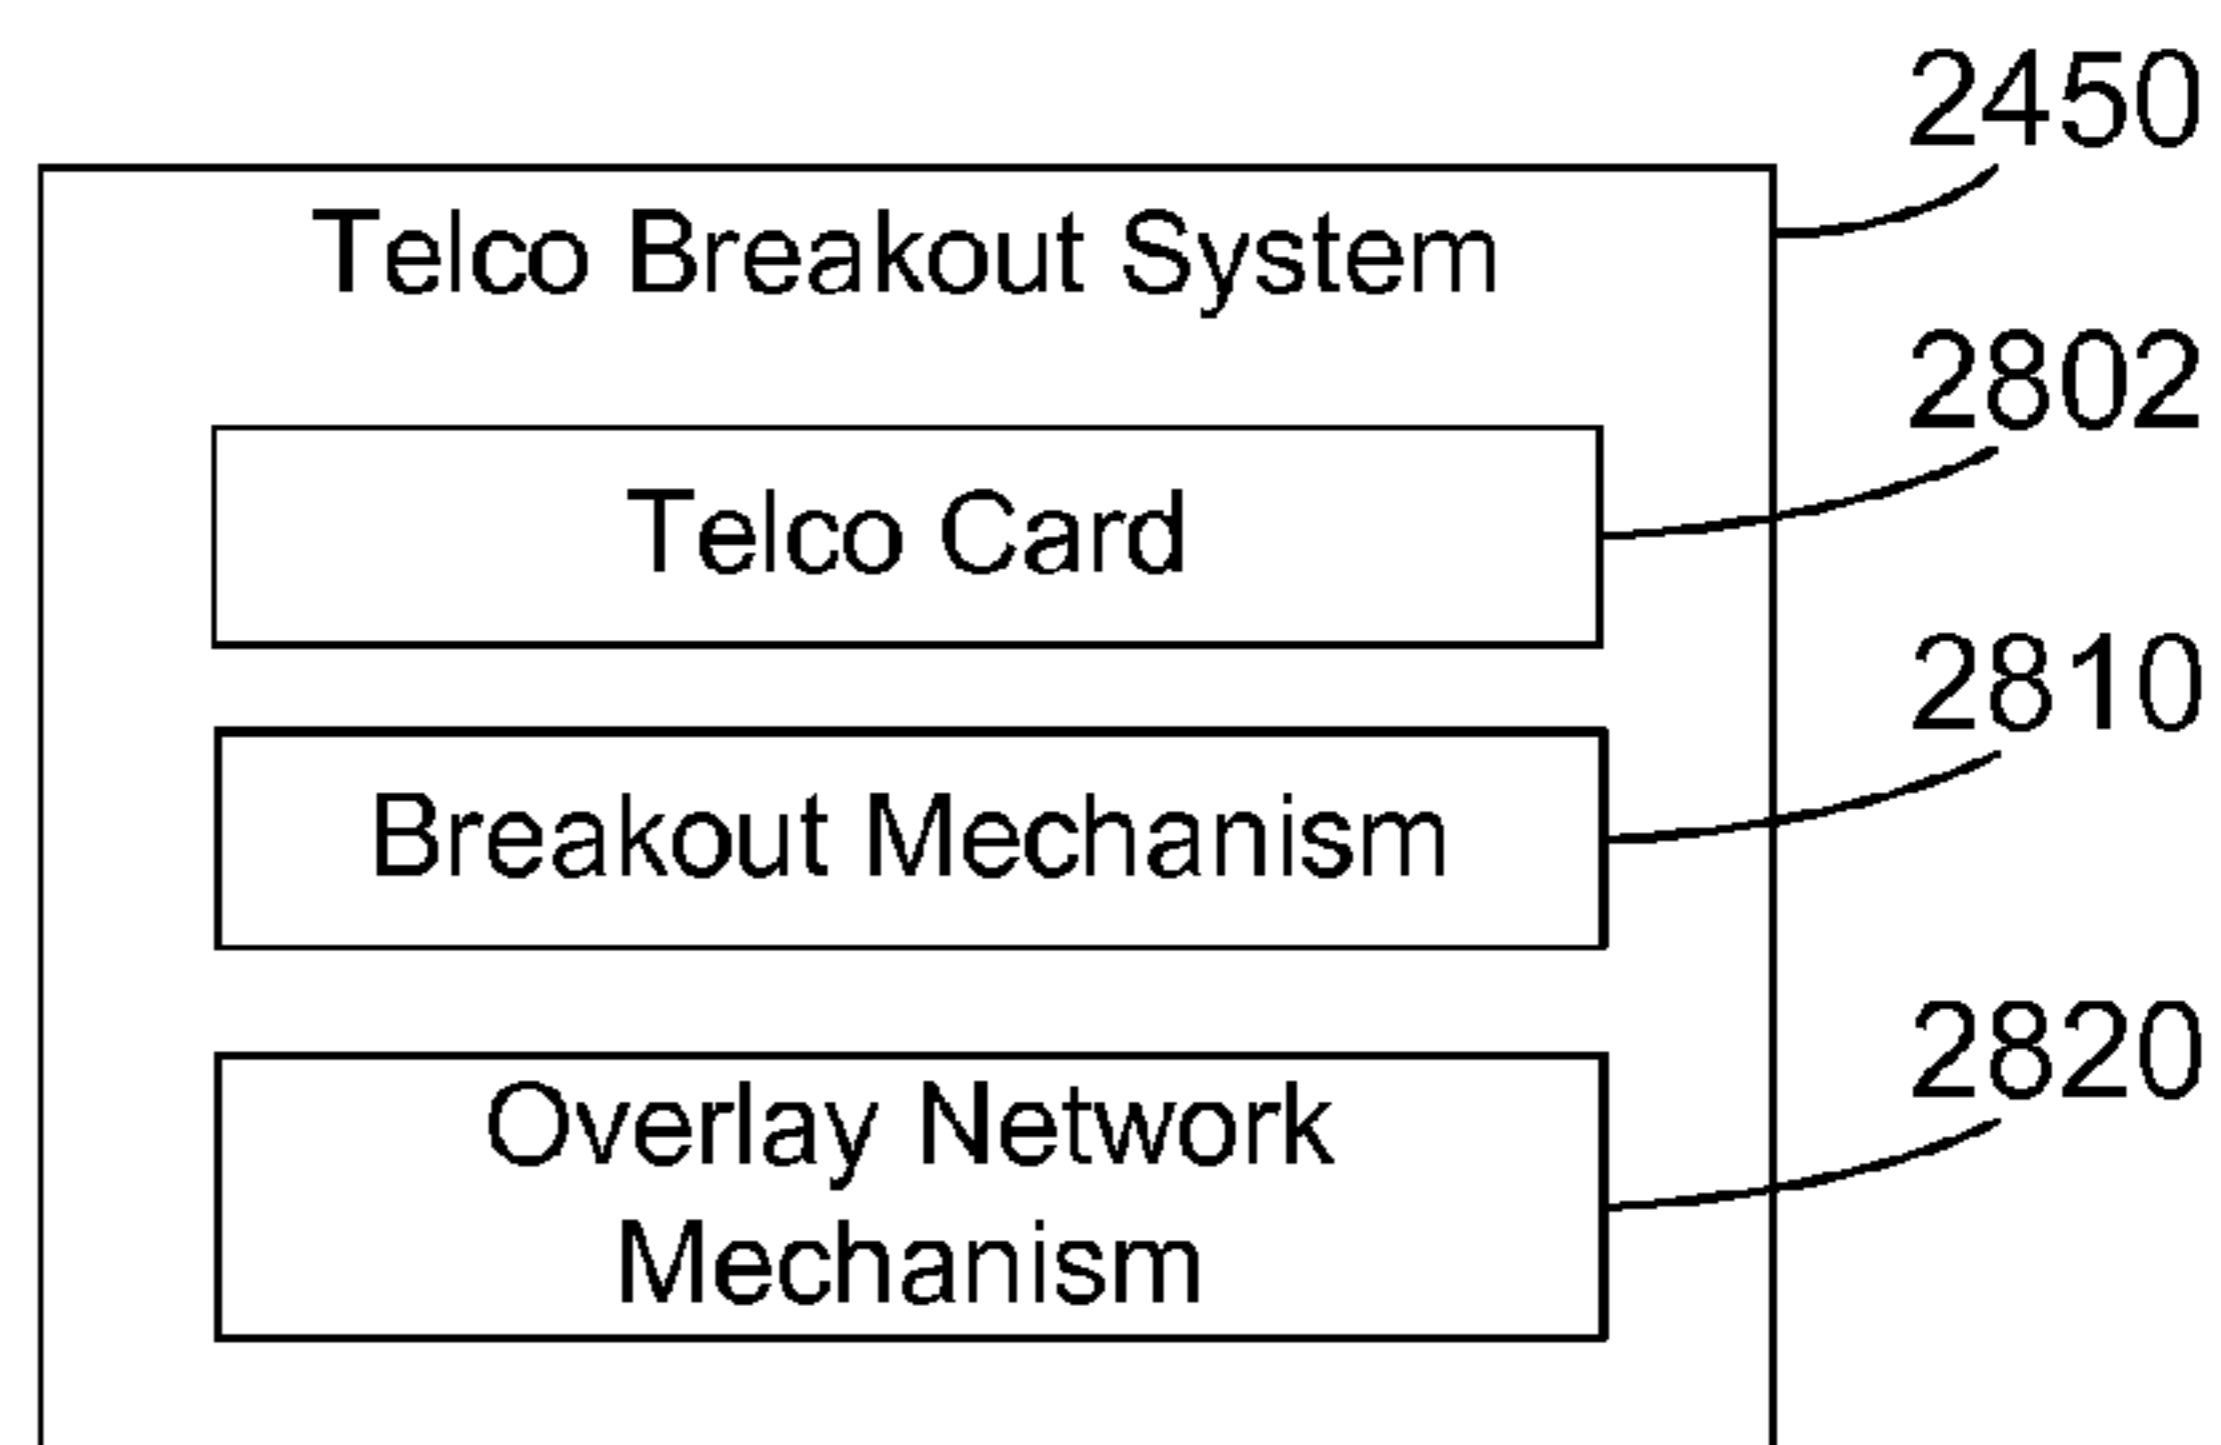 2450
Telco Breakout System
2802
Telco Card
2810
Breakout Mechanism
2820
Overlay Network
Mechanism